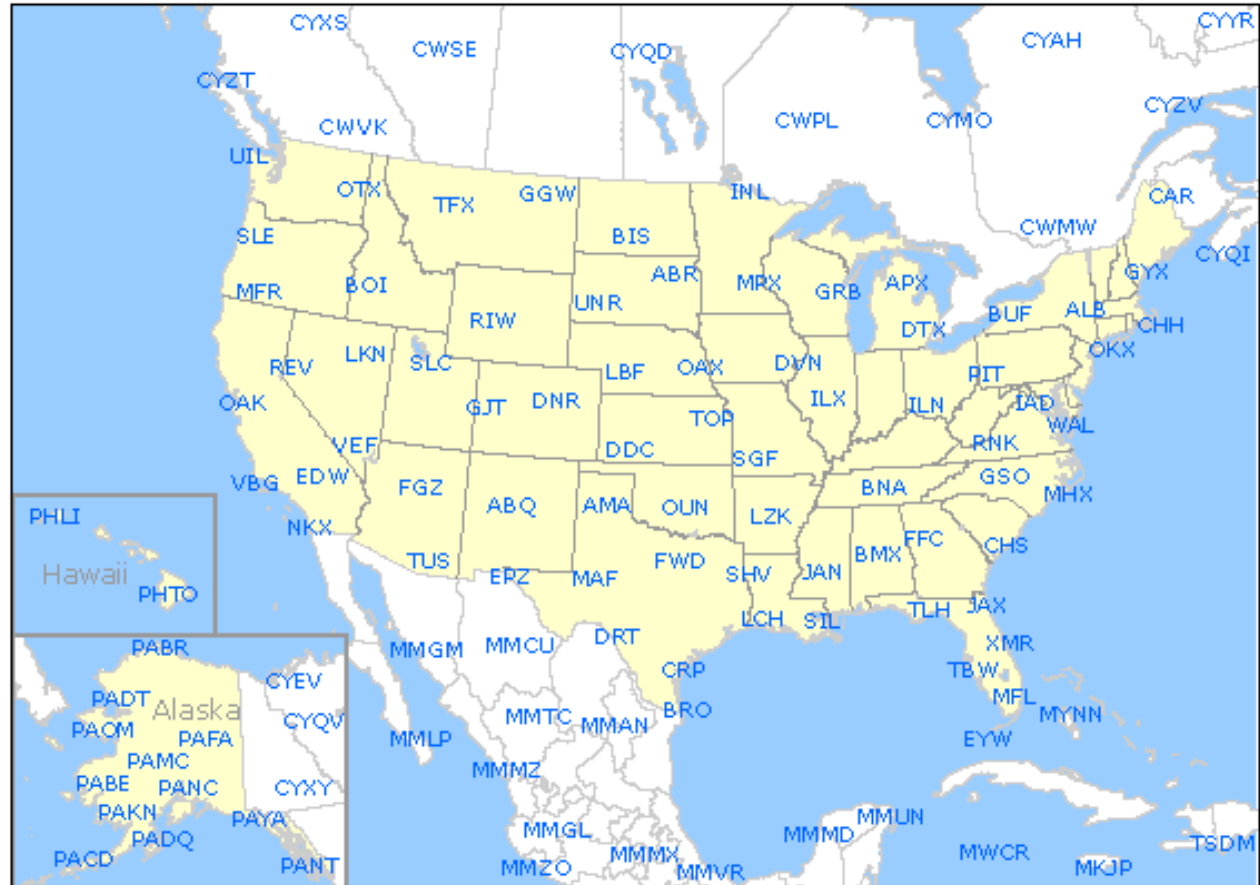 CYXS
CWSE
CYQD
CYAH
CYYR
CYZT
CYZV
CWPL
CYMO
CWVK
UIL
OTX
GGW
TFX
INL
CAR
SLE
BIS
CWMW
CYQI
ABR
MFR
BOI
UNR
MPX
GRB
APX
GYX
RIW
BUF
ALB
DTX
CHH
OKX
REV
LKN
SLC
LBF
OAX
DVN
PIT
OAK
GJT
DNR
ILX
ILN
IAD
TOP
WAL
VEF
DDC
SGF
RNK
VBG
EDW
FGZ
BNA
GSO
MHX
NKX
ABQ
AMA
OUN
LZK
FFC
CHS
TUS
EPZ
MAF
FWD
SHV
JAN
BMX
LCH
SIL
TLH
JAX
DRT
XMR
MMGM
MMCU
CRP
TBW
MFL
MMTC
MMAN
BRO
MYNN
MMLP
EYW
MMMZ
MMGL
MMMX
MMMD
MMUN
MWCR
MKJP
TSDM
MMZO
MMVR
PHLI
Hawaii
PHTO
PABR
CYEV
PADT
Alaska
CYQV
PAOM
PAFA
PAMC
PABE
PANC
CYXY
PAKN
PAYA
PADQ
PACD
PANT